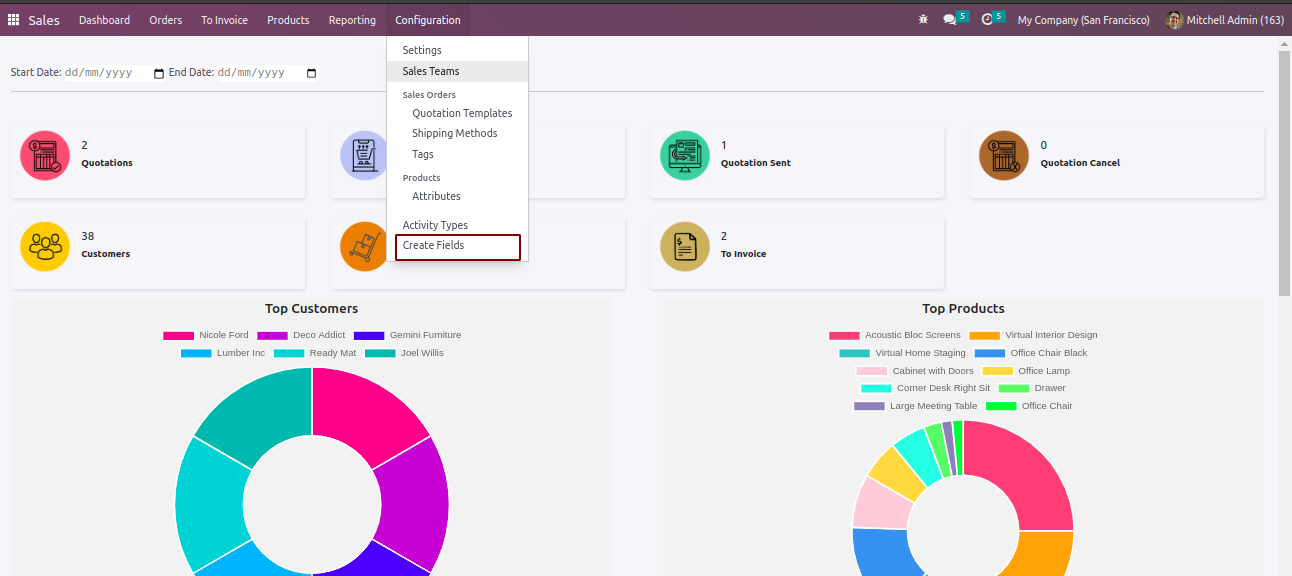 Sales Dashboard Orders To Invoice Products Reporting Configuration 5 5 My Company (San Francisco) Mitchell Admin (163)
Settings
Sales Teams
Sales Orders
Quotation Templates
Shipping Methods
Tags
Products
Attributes
Activity Types
Create Fields
Start Date: dd/mm/yyyy End Date: dd/mm/yyyy
2
Quotations
1
Quotation Sent
0
Quotation Cancel
38
Customers
2
To Invoice
Top Customers
Nicole Ford Deco Addict Gemini Furniture
Lumber Inc Ready Mat Joel Willis
Top Products
Acoustic Bloc Screens Virtual Interior Design
Virtual Home Staging Office Chair Black
Cabinet with Doors Office Lamp
Corner Desk Right Sit Drawer
Large Meeting Table Office Chair